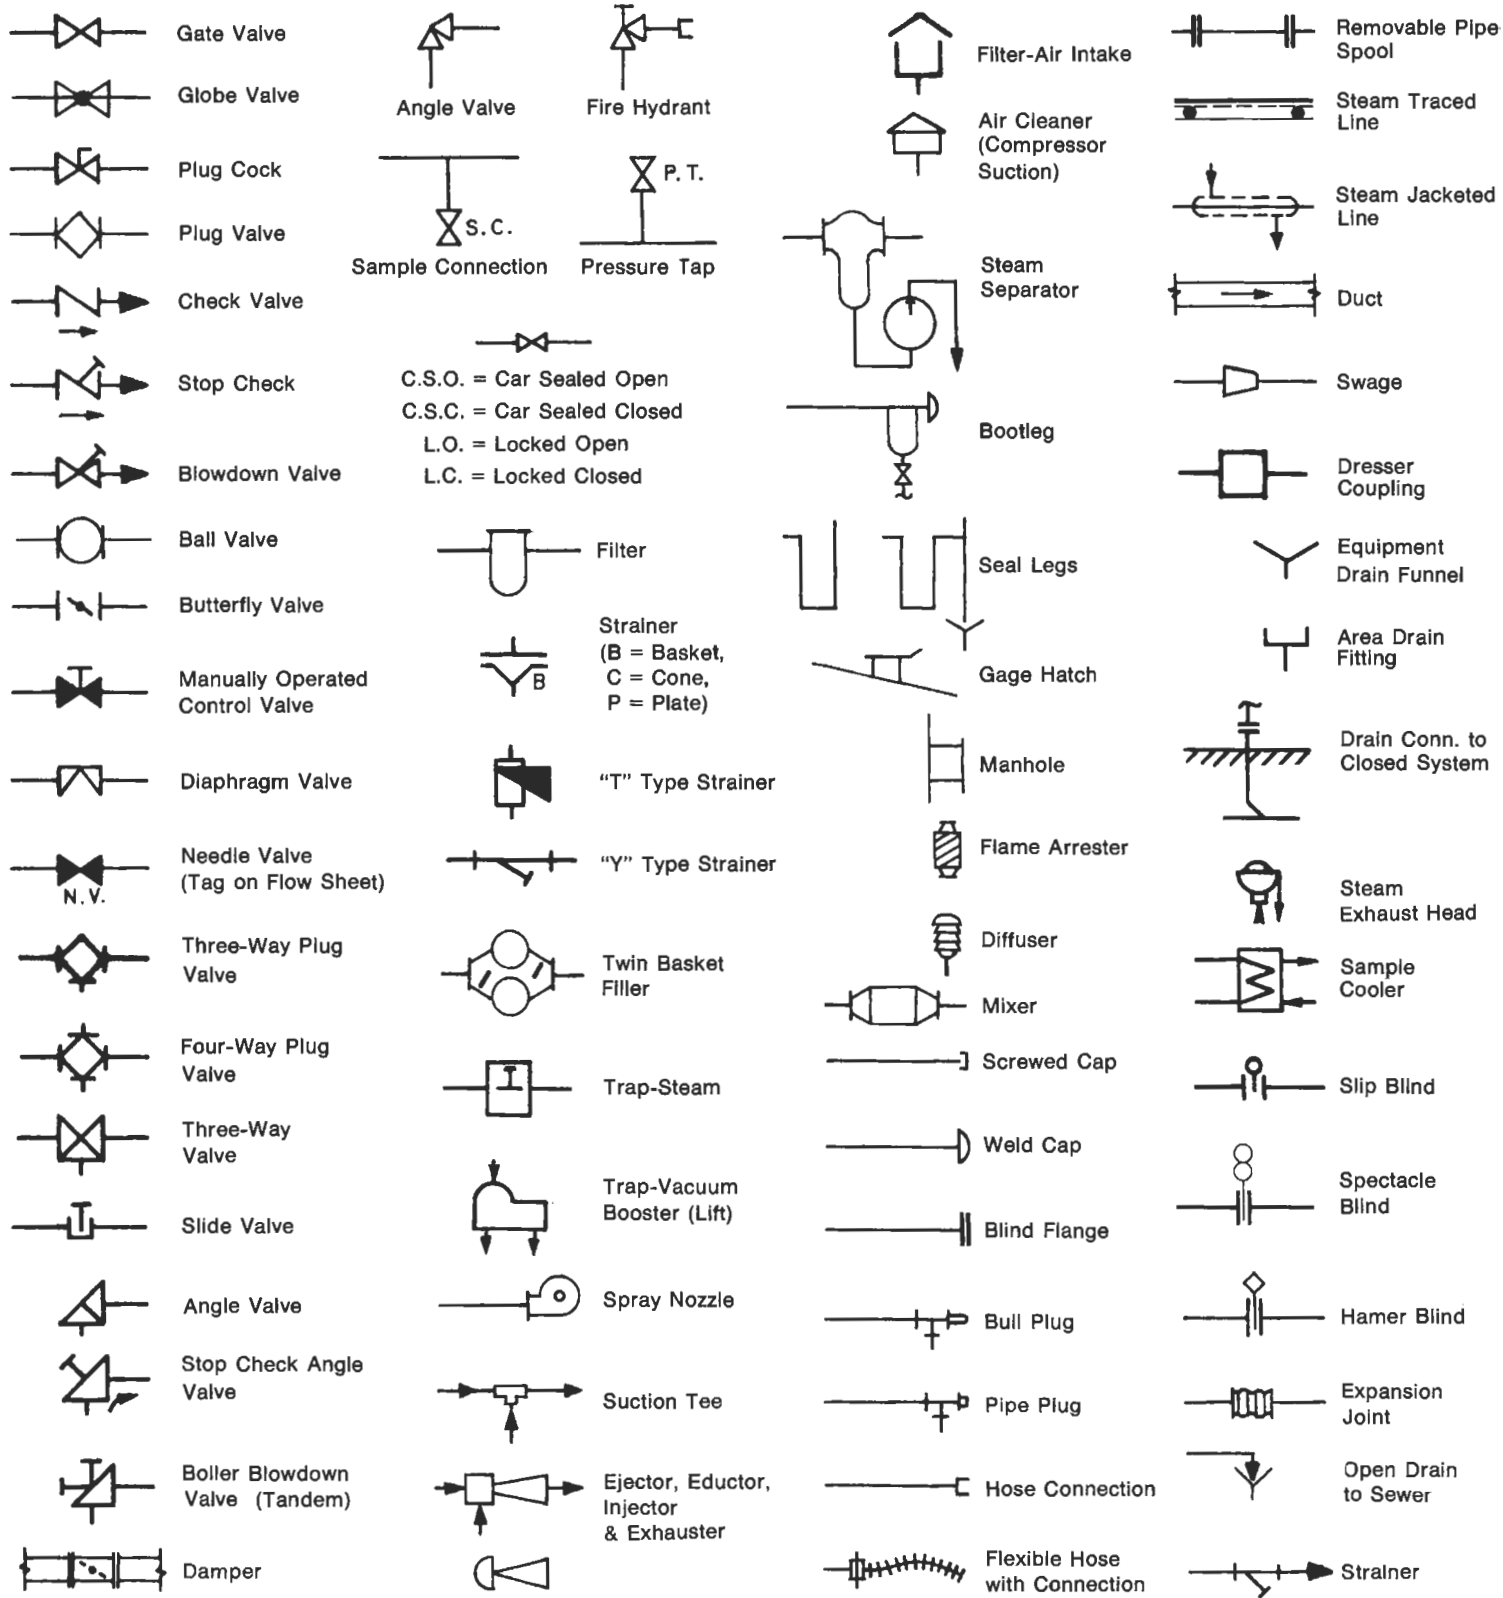 Gate Valve
Globe Valve
Plug Cock
Plug Valve
Check Valve
Stop Check
Blowdown Valve
Ball Valve
Butterfly Valve
Manually Operated
Control Valve
Diaphragm Valve
Needle Valve
(Tag on Flow Sheet)
N.V.
Three-Way Plug
Valve
Four-Way Plug
Valve
Three-Way
Valve
Slide Valve
Angle Valve
Stop Check Angle
Valve
Boller Blowdown
Valve (Tandem)
Damper
Angle Valve
Fire Hydrant
S.C.
Sample Connection
P.T.
Pressure Tap
C.S.O. = Car Sealed Open
C.S.C. = Car Sealed Closed
L.O. = Locked Open
L.C. = Locked Closed
Filter
Strainer
(B = Basket,
C = Cone,
P = Plate)
B
“T” Type Strainer
“Y” Type Strainer
Twin Basket
Filler
Trap-Steam
Trap-Vacuum
Booster (Lift)
Spray Nozzle
Suction Tee
Ejector, Eductor,
Injector
& Exhauster
Filter-Air Intake
Air Cleaner
(Compressor
Suction)
Steam
Separator
Bootleg
Seal Legs
Gage Hatch
Manhole
Flame Arrester
Diffuser
Mixer
Screwed Cap
Weld Cap
Blind Flange
Bull Plug
Pipe Plug
Hose Connection
Flexible Hose
with Connection
Removable Pipe
Spool
Steam Traced
Line
Steam Jacketed
Line
Duct
Swage
Dresser
Coupling
Equipment
Drain Funnel
Area Drain
Fitting
Drain Conn. to
Closed System
Steam
Exhaust Head
Sample
Cooler
Slip Blind
Spectacle
Blind
Hamer Blind
Expansion
Joint
Open Drain
to Sewer
Strainer